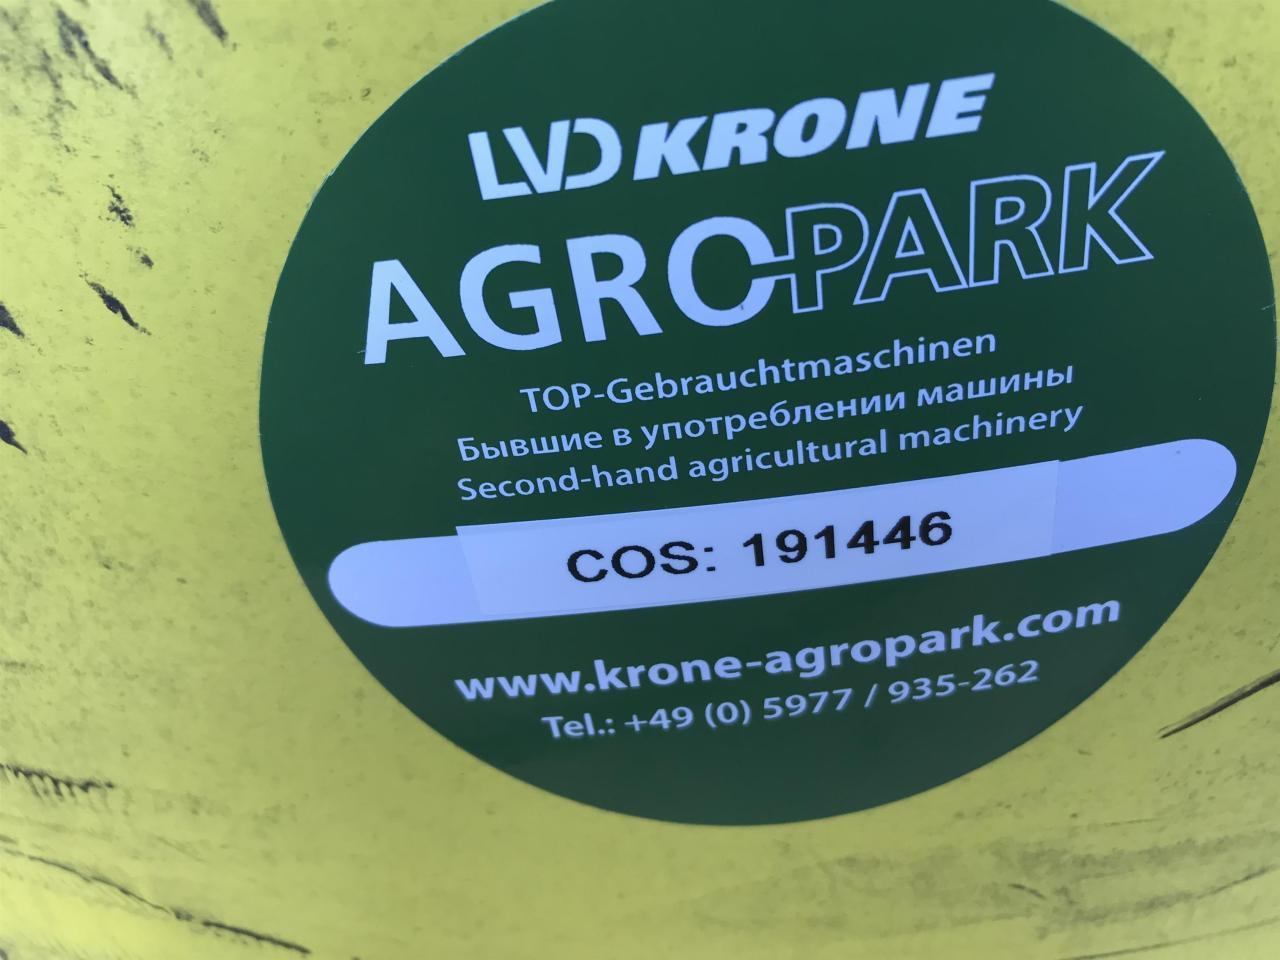 LVD KRONE
AGROPARK
TOP-Gebrauchtmaschinen
Бывшие в употреблении машины
Second-hand agricultural machinery
COS: 191446
www.krone-agropark.com
Tel.: +49 (0) 5977 / 935-262